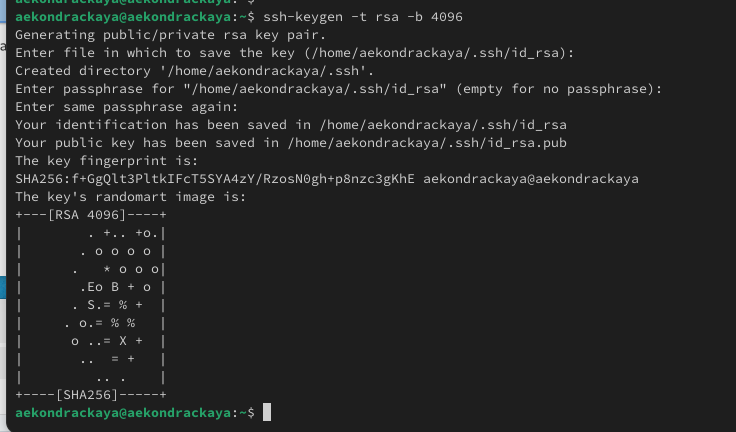 aekondrackaya@aekondrackaya:~$
aekondrackaya@aekondrackaya:~$ ssh-keygen -t rsa -b 4096
Generating public/private rsa key pair.
Enter file in which to save the key (/home/aekondrackaya/.ssh/id_rsa):
Created directory '/home/aekondrackaya/.ssh'.
Enter passphrase for "/home/aekondrackaya/.ssh/id_rsa" (empty for no passphrase):
Enter same passphrase again:
Your identification has been saved in /home/aekondrackaya/.ssh/id_rsa
Your public key has been saved in /home/aekondrackaya/.ssh/id_rsa.pub
The key fingerprint is:
SHA256:f+GgQlt3PltkIFcT5SYA4zY/RzosN0gh+p8nzc3gKhE aekondrackaya@aekondrackaya
The key's randomart image is:
+---[RSA 4096]----+
|        . +.. +o.|
|       . o o o o |
|      .   * o o o|
|       .Eo B + o |
|      . S.= % +  |
|     . o.= % %   |
|      o ..= X +  |
|       ..  = +   |
|         .. .    |
+----[SHA256]-----+
aekondrackaya@aekondrackaya:~$